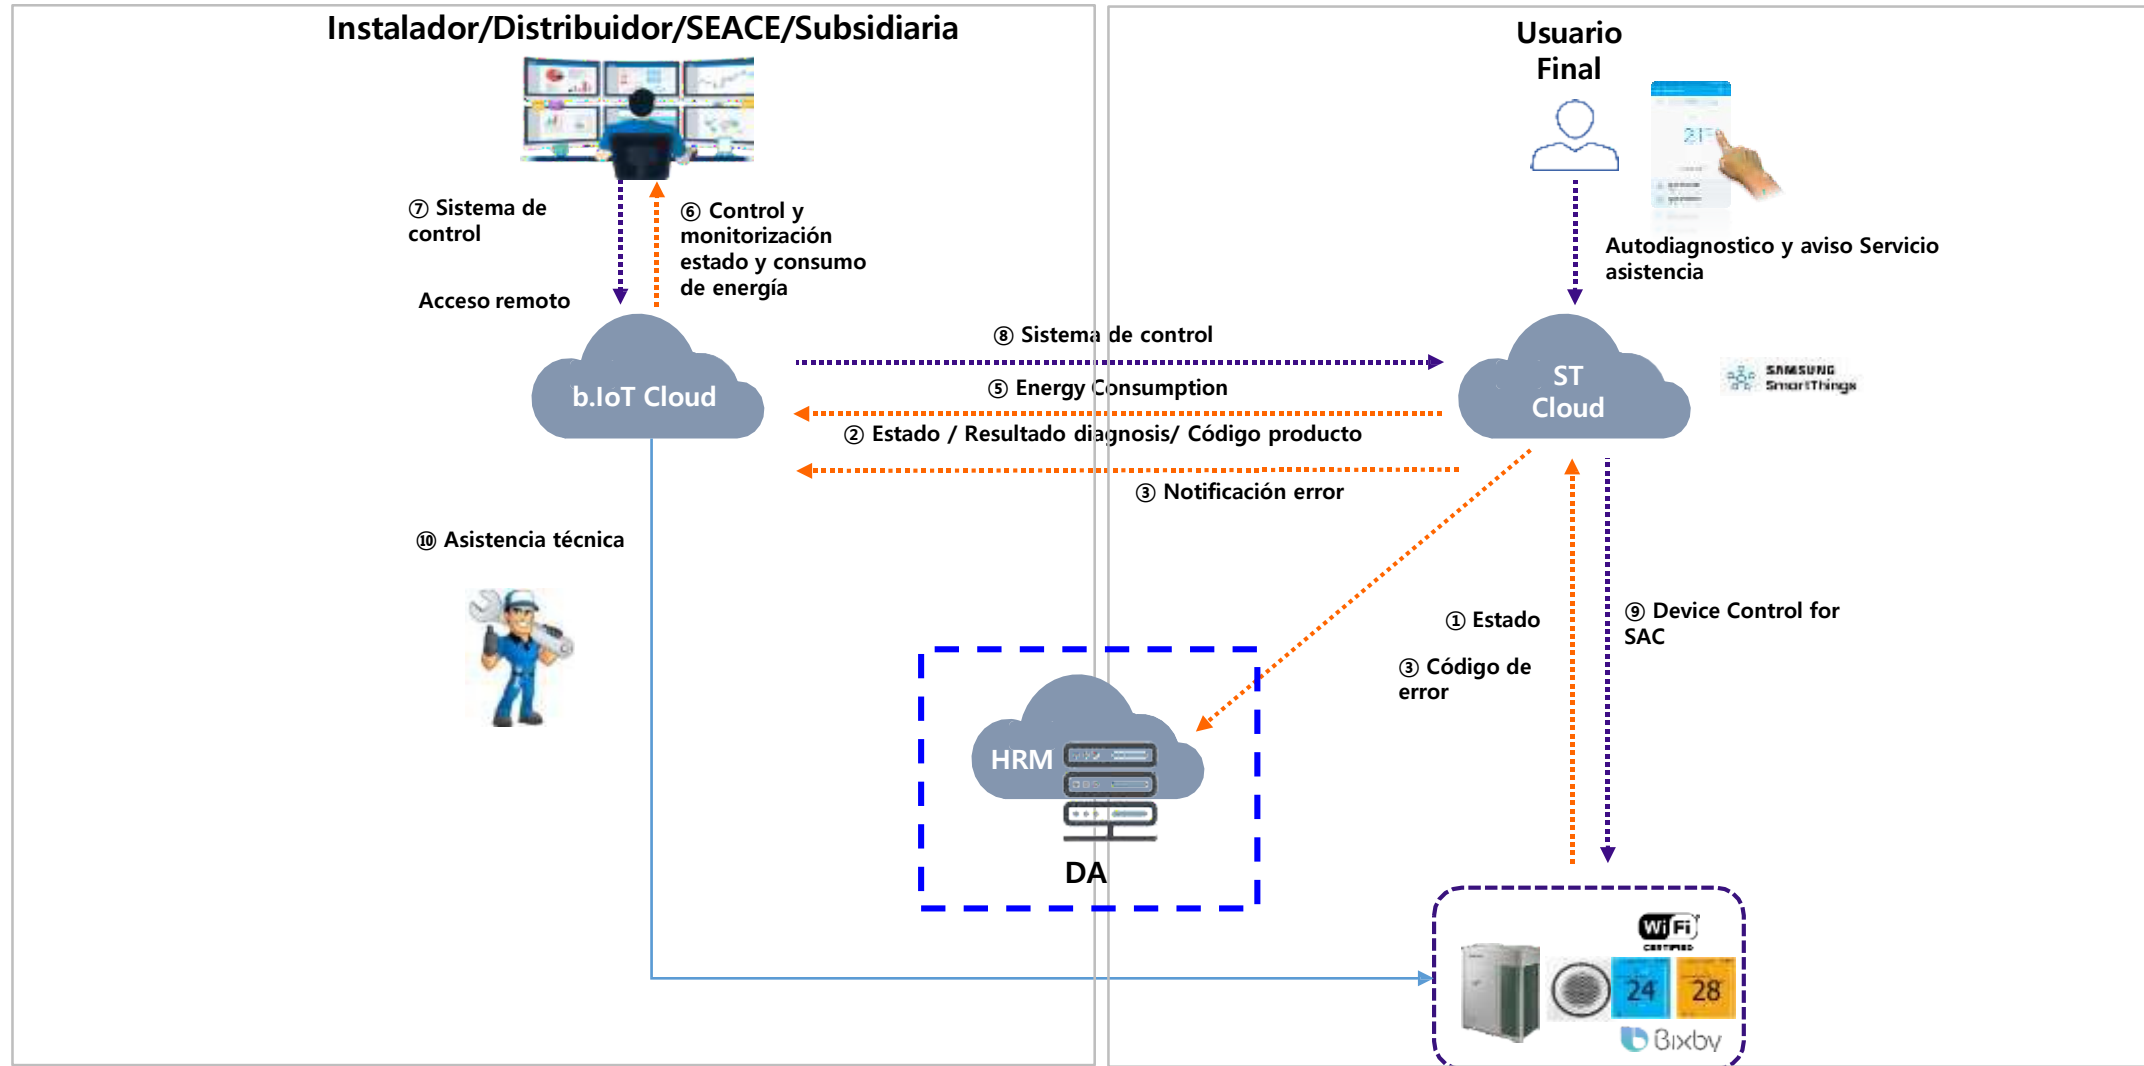 Instalador/Distribuidor/SEACE/Subsidiaria
Usuario
Final
21°
⑦ Sistema de
control
Acceso remoto
⑥ Control y
monitorización
estado y consumo
de energía
Autodiagnostico y aviso Servicio
asistencia
⑧ Sistema de control
b.IoT Cloud
⑤ Energy Consumption
ST
Cloud
SAMSUNG
SmartThings
② Estado / Resultado diagnosis/ Código producto
③ Notificación error
⑩ Asistencia técnica
① Estado
③ Código de
error
⑨ Device Control for
SAC
HRM
DA
Wi Fi
CERTIFIED
24
28
Bixby